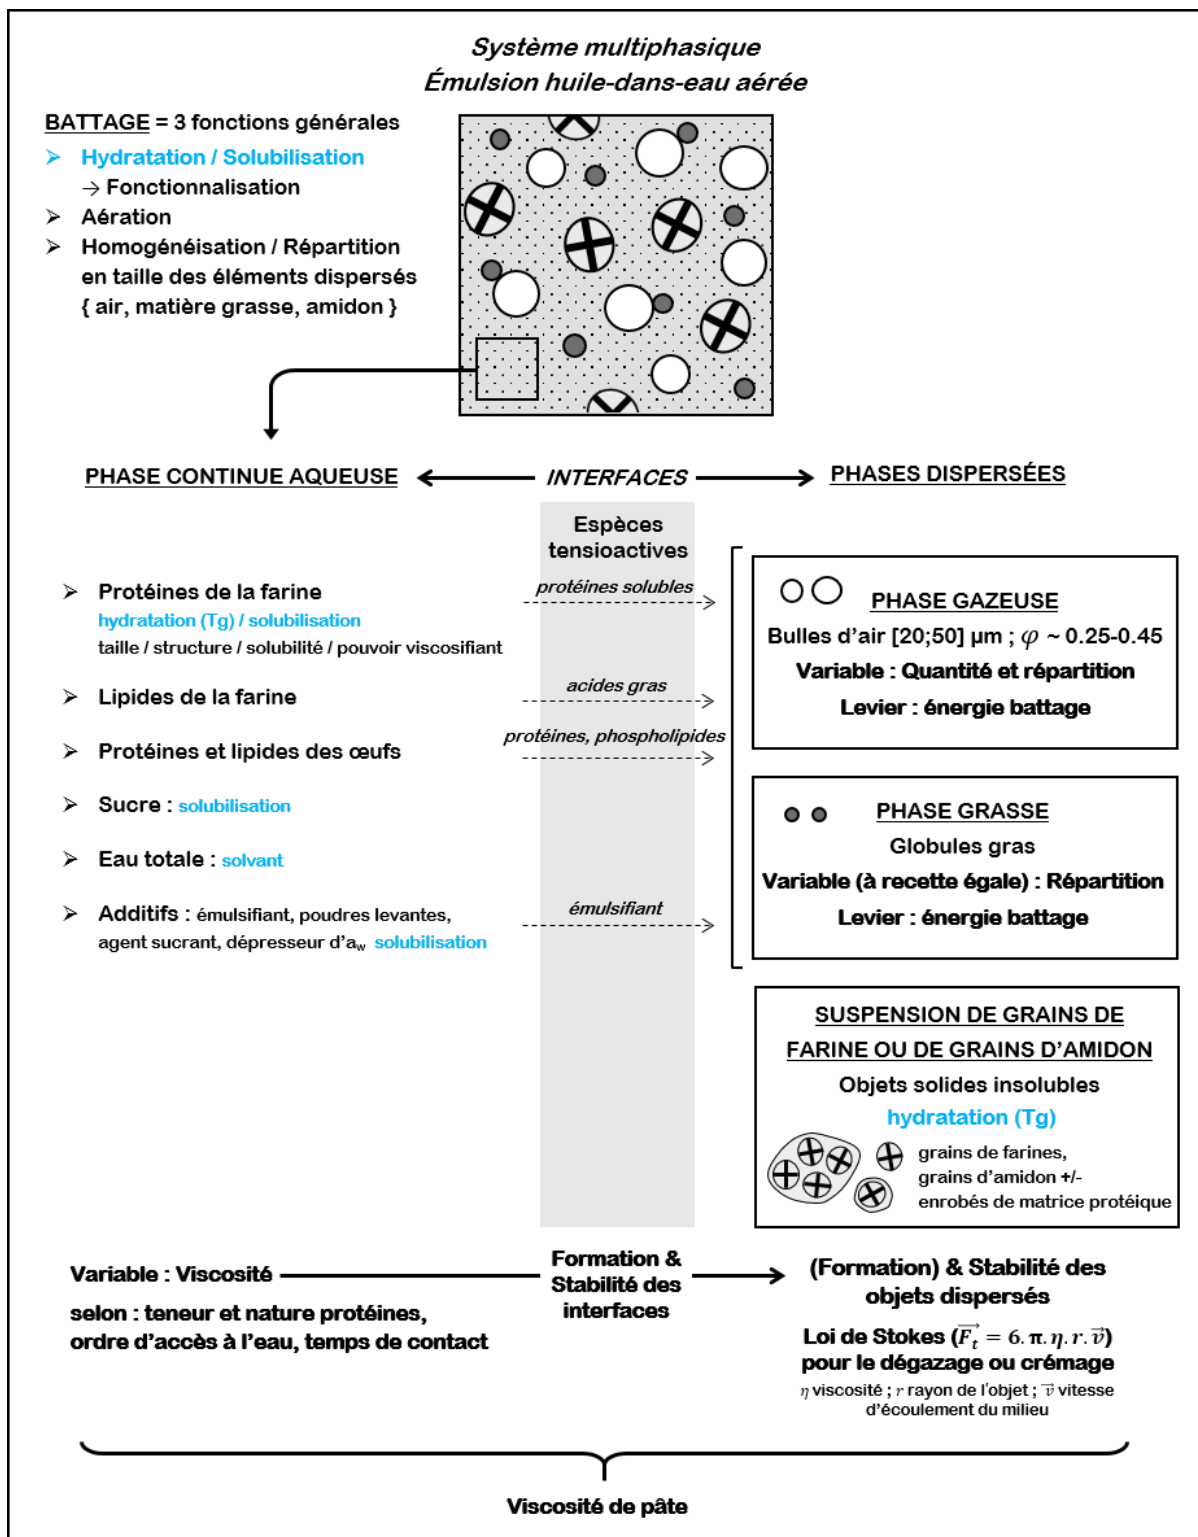 Système multiphasique
Émulsion huile-dans-eau aérée
BATTAGE = 3 fonctions générales
➢ Hydratation / Solubilisation
→ Fonctionnalisation
➢ Aération
➢ Homogénéisation / Répartition
en taille des éléments dispersés
{ air, matière grasse, amidon }
PHASE CONTINUE AQUEUSE
INTERFACES
PHASES DISPERSÉES
Espèces
tensioactives
➢ Protéines de la farine
hydratation (Tg) / solubilisation
taille / structure / solubilité / pouvoir viscosifiant
protéines solubles
➢ Lipides de la farine
acides gras
➢ Protéines et lipides des œufs
protéines, phospholipides
➢ Sucre : solubilisation
➢ Eau totale : solvant
➢ Additifs : émulsifiant, poudres levantes,
agent sucrant, dépresseur d'a_w solubilisation
émulsifiant
PHASE GAZEUSE
Bulles d'air [20;50] µm ; φ ~ 0.25-0.45
Variable : Quantité et répartition
Levier : énergie battage
PHASE GRASSE
Globules gras
Variable (à recette égale) : Répartition
Levier : énergie battage
SUSPENSION DE GRAINS DE
FARINE OU DE GRAINS D'AMIDON
Objets solides insolubles
hydratation (Tg)
grains de farines,
grains d'amidon +/-
enrobés de matrice protéique
Variable : Viscosité
selon : teneur et nature protéines,
ordre d'accès à l'eau, temps de contact
Formation &
Stabilité des
interfaces
(Formation) & Stabilité des
objets dispersés
Loi de Stokes (F⃗_t = 6. π. η. r. v⃗)
pour le dégazage ou crémage
η viscosité ; r rayon de l'objet ; v⃗ vitesse
d'écoulement du milieu
Viscosité de pâte